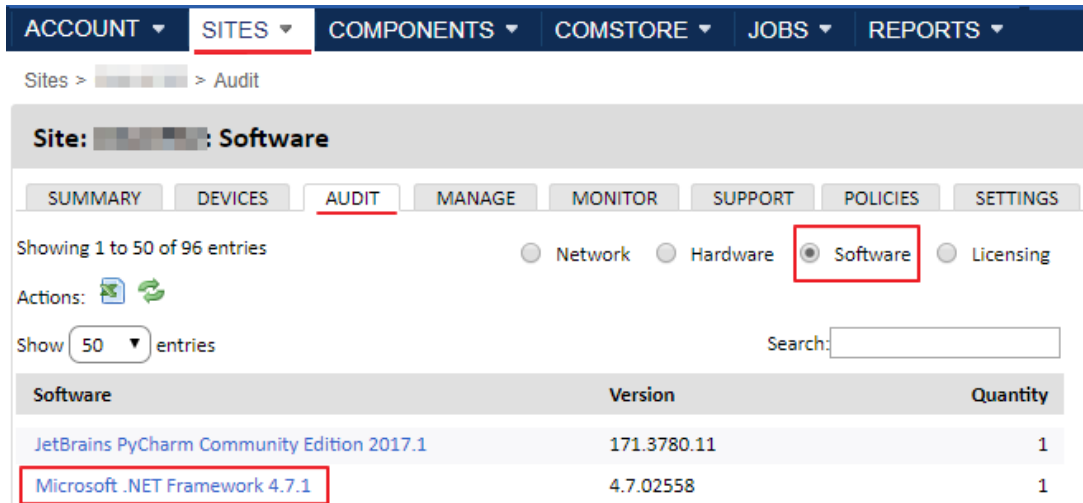 ACCOUNT SITES COMPONENTS COMSTORE JOBS REPORTS
Sites > > Audit
Site: : Software
SUMMARY DEVICES AUDIT MANAGE MONITOR SUPPORT POLICIES SETTINGS
Showing 1 to 50 of 96 entries Network Hardware Software Licensing
Actions:
Show 50 entries Search:
Software Version Quantity
JetBrains PyCharm Community Edition 2017.1 171.3780.11 1
Microsoft .NET Framework 4.7.1 4.7.02558 1